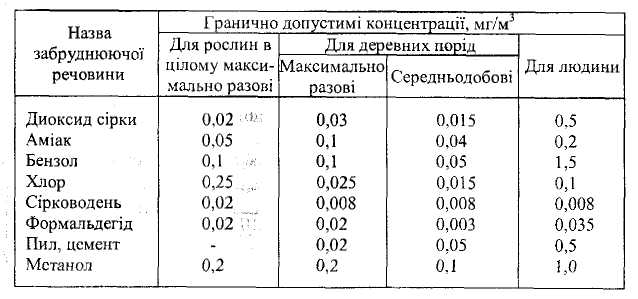 Назва забруднюючої речовини
Гранично допустимі концентрації, мг/м³
Для рослин в цілому макси-мально разові
Для деревних порід
Максимально разові
Середньодобові
Для людини
Диоксид сірки 0,02 0,03 0,015 0,5
Аміак 0,05 0,1 0,04 0,2
Бензол 0,1 0,1 0,05 1,5
Хлор 0,25 0,025 0,015 0,1
Сірководень 0,02 0,008 0,008 0,008
Формальдегід 0,02 0,02 0,003 0,035
Пил, цемент - 0,02 0,05 0,5
Метанол 0,2 0,2 0,1 1,0